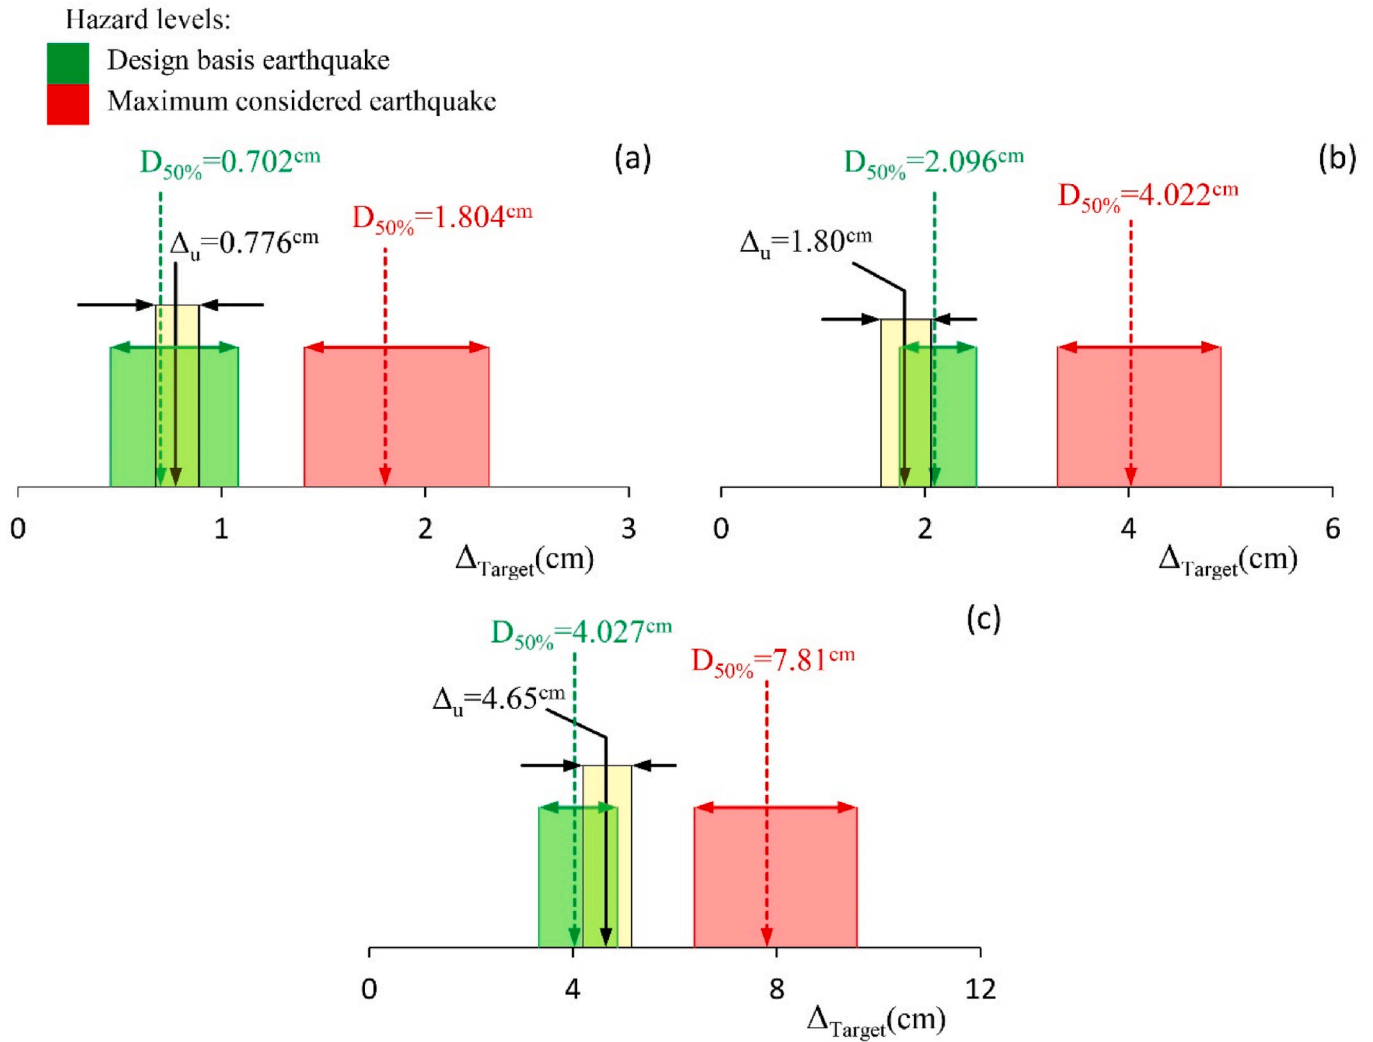 Hazard levels:
Design basis earthquake
Maximum considered earthquake
(a)
D50%=0.702cm
D50%=1.804cm
Δu=0.776cm
0 1 2 3
ΔTarget(cm)
(b)
D50%=2.096cm
D50%=4.022cm
Δu=1.80cm
0 2 4 6
ΔTarget(cm)
(c)
D50%=4.027cm
D50%=7.81cm
Δu=4.65cm
0 4 8 12
ΔTarget(cm)